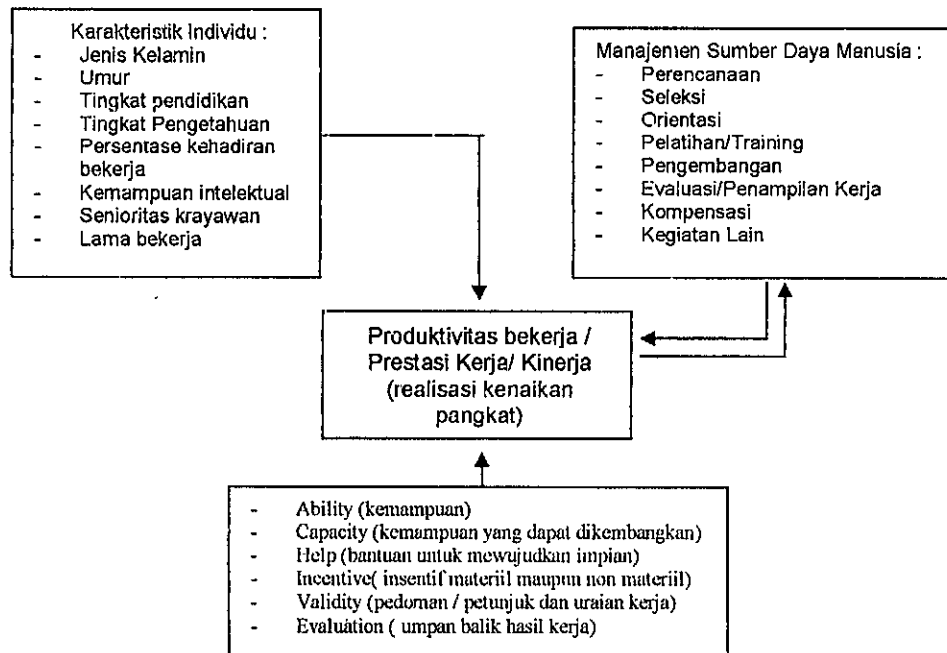 Karakteristik Individu :
- Jenis Kelamin
- Umur
- Tingkat pendidikan
- Tingkat Pengetahuan
- Persentase kehadiran
bekerja
- Kemampuan intelektual
- Senioritas krayawan
- Lama bekerja
Manajemen Sumber Daya Manusia :
- Perencanaan
- Seleksi
- Orientasi
- Pelatihan/Training
- Pengembangan
- Evaluasi/Penampilan Kerja
- Kompensasi
- Kegiatan Lain
Produktivitas bekerja /
Prestasi Kerja/ Kinerja
(realisasi kenaikan
pangkat)
- Ability (kemampuan)
- Capacity (kemampuan yang dapat dikembangkan)
- Help (bantuan untuk mewujudkan impian)
- Incentive( insentif materiil maupun non materiil)
- Validity (pedoman / petunjuk dan uraian kerja)
- Evaluation ( umpan balik hasil kerja)